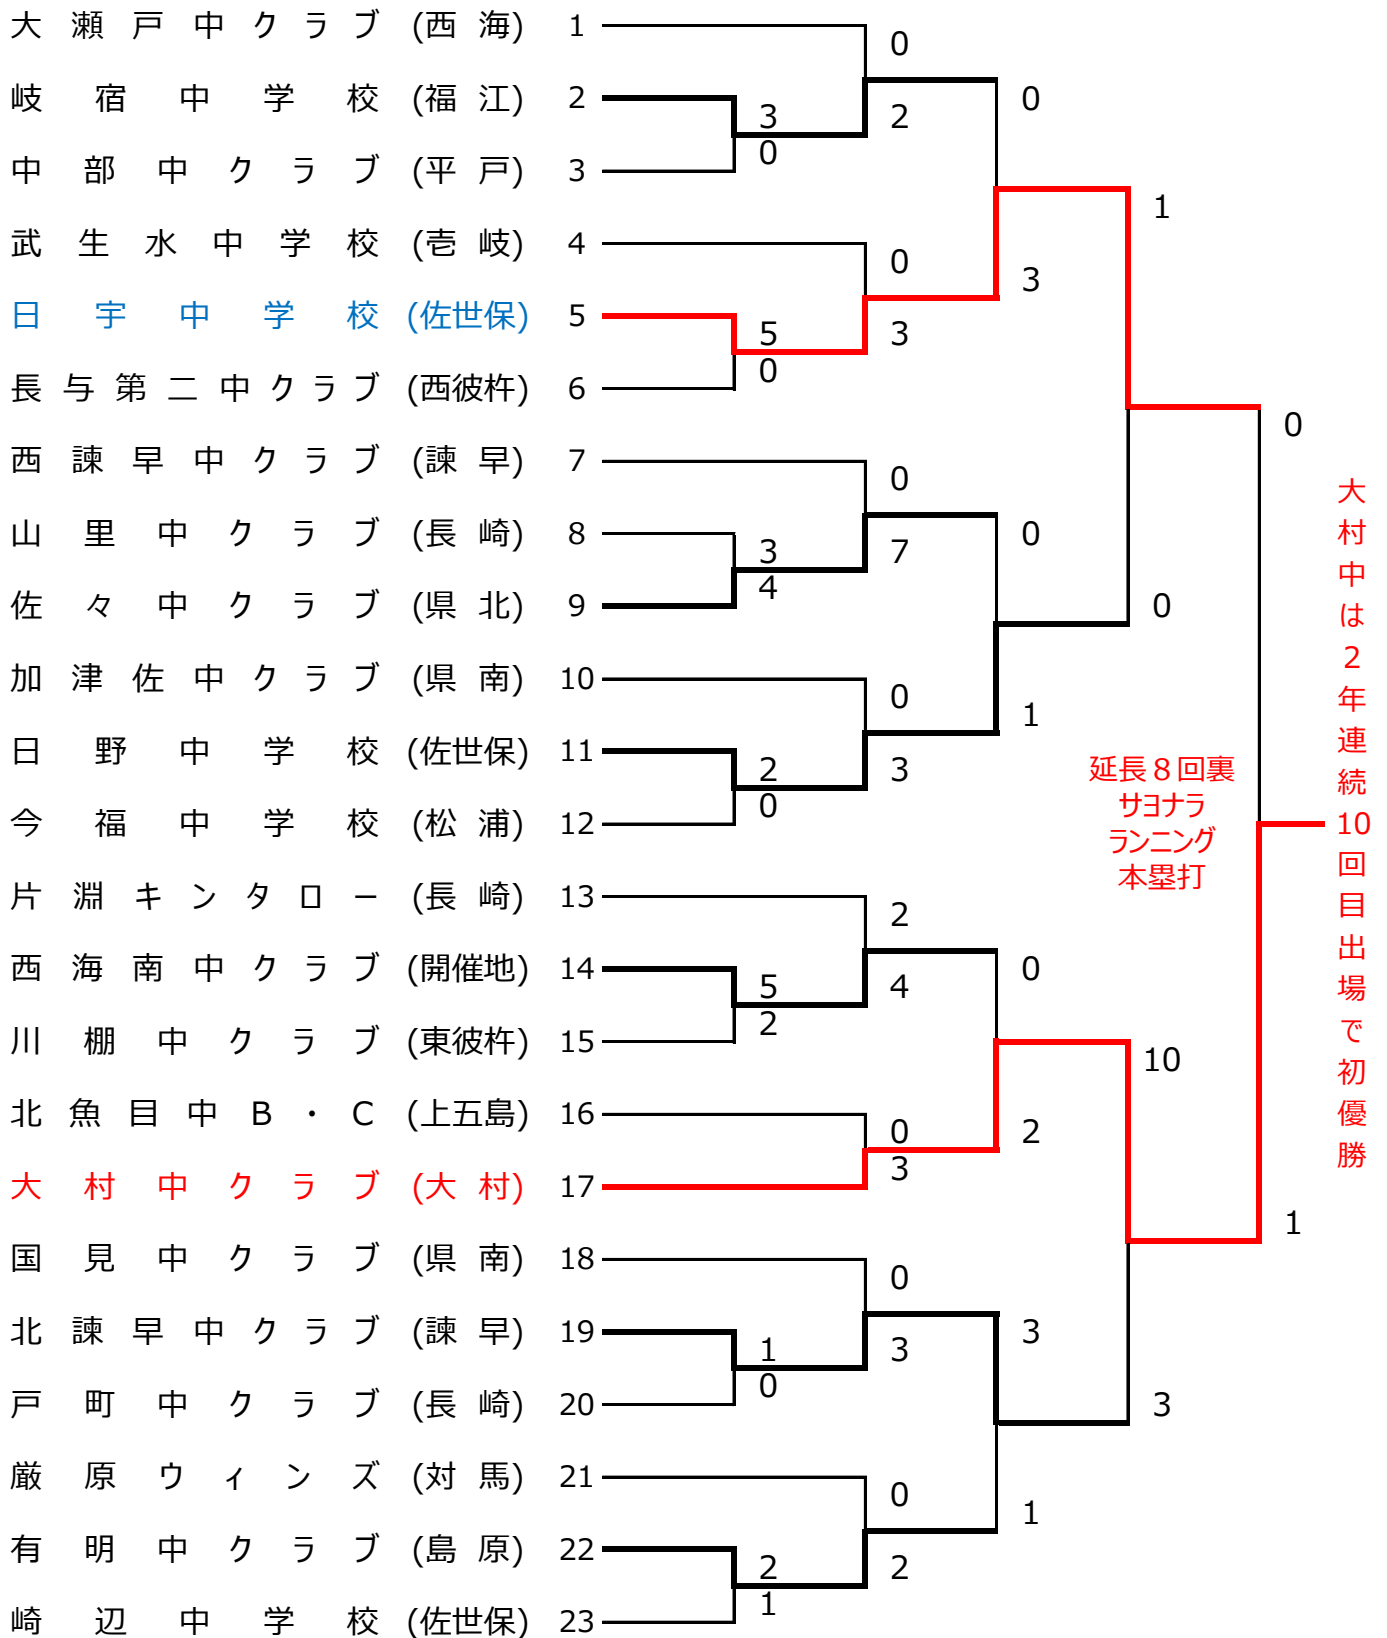 大瀬戸中クラブ (西海) 1
0
岐宿中学校 (福江) 2
3
2
0
中部中クラブ (平戸) 3
0
1
武生水中学校 (壱岐) 4
0
3
日宇中学校 (佐世保) 5
5
3
長与第二中クラブ (西彼杵) 6
0
0
西諫早中クラブ (諫早) 7
0
山里中クラブ (長崎) 8
3
7
0
佐々中クラブ (県北) 9
4
0
加津佐中クラブ (県南) 10
0
1
日野中学校 (佐世保) 11
2
3
今福中学校 (松浦) 12
0
延長８回裏
サヨナラ
ランニング
本塁打
大村中は２年連続10回目出場で初優勝
片淵キンタロー (長崎) 13
2
西海南中クラブ (開催地) 14
5
4
0
川棚中クラブ (東彼杵) 15
2
10
北魚目中B・C (上五島) 16
0
2
大村中クラブ (大村) 17
3
1
国見中クラブ (県南) 18
0
北諫早中クラブ (諫早) 19
1
3
3
戸町中クラブ (長崎) 20
0
3
厳原ウィンズ (対馬) 21
0
1
有明中クラブ (島原) 22
2
2
崎辺中学校 (佐世保) 23
1